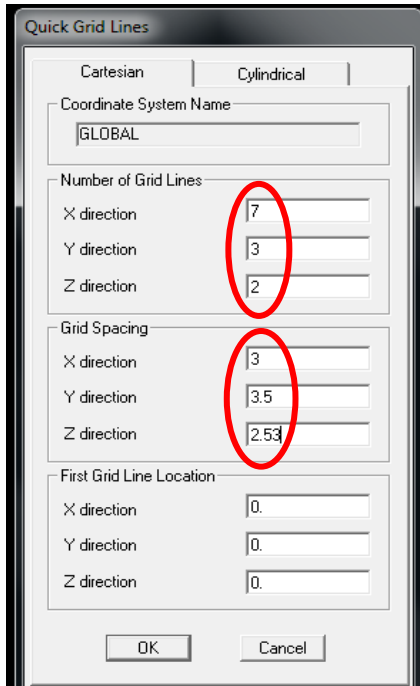 Quick Grid Lines
Cartesian Cylindrical
Coordinate System Name
GLOBAL
Number of Grid Lines
X direction 7
Y direction 3
Z direction 2
Grid Spacing
X direction 3
Y direction 3.5
Z direction 2.53
First Grid Line Location
X direction 0.
Y direction 0.
Z direction 0.
OK Cancel